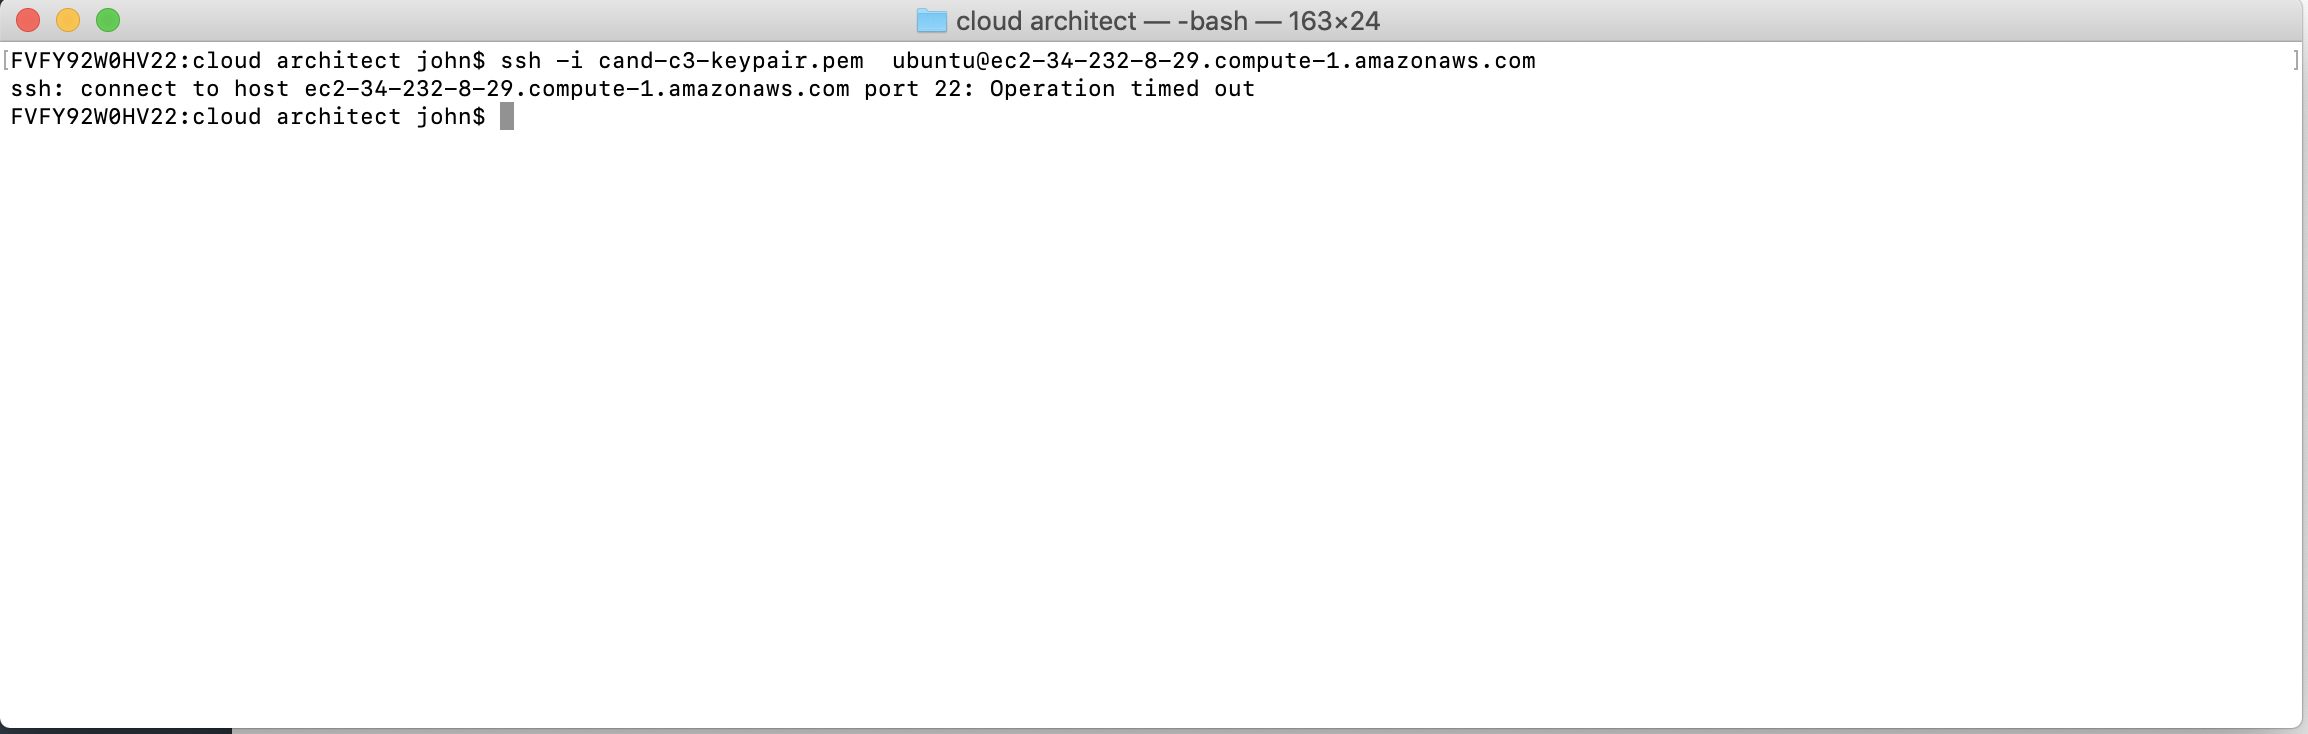 cloud architect — -bash — 163×24
[FVFY92W0HV22:cloud architect john$ ssh -i cand-c3-keypair.pem  ubuntu@ec2-34-232-8-29.compute-1.amazonaws.com ]
ssh: connect to host ec2-34-232-8-29.compute-1.amazonaws.com port 22: Operation timed out
FVFY92W0HV22:cloud architect john$